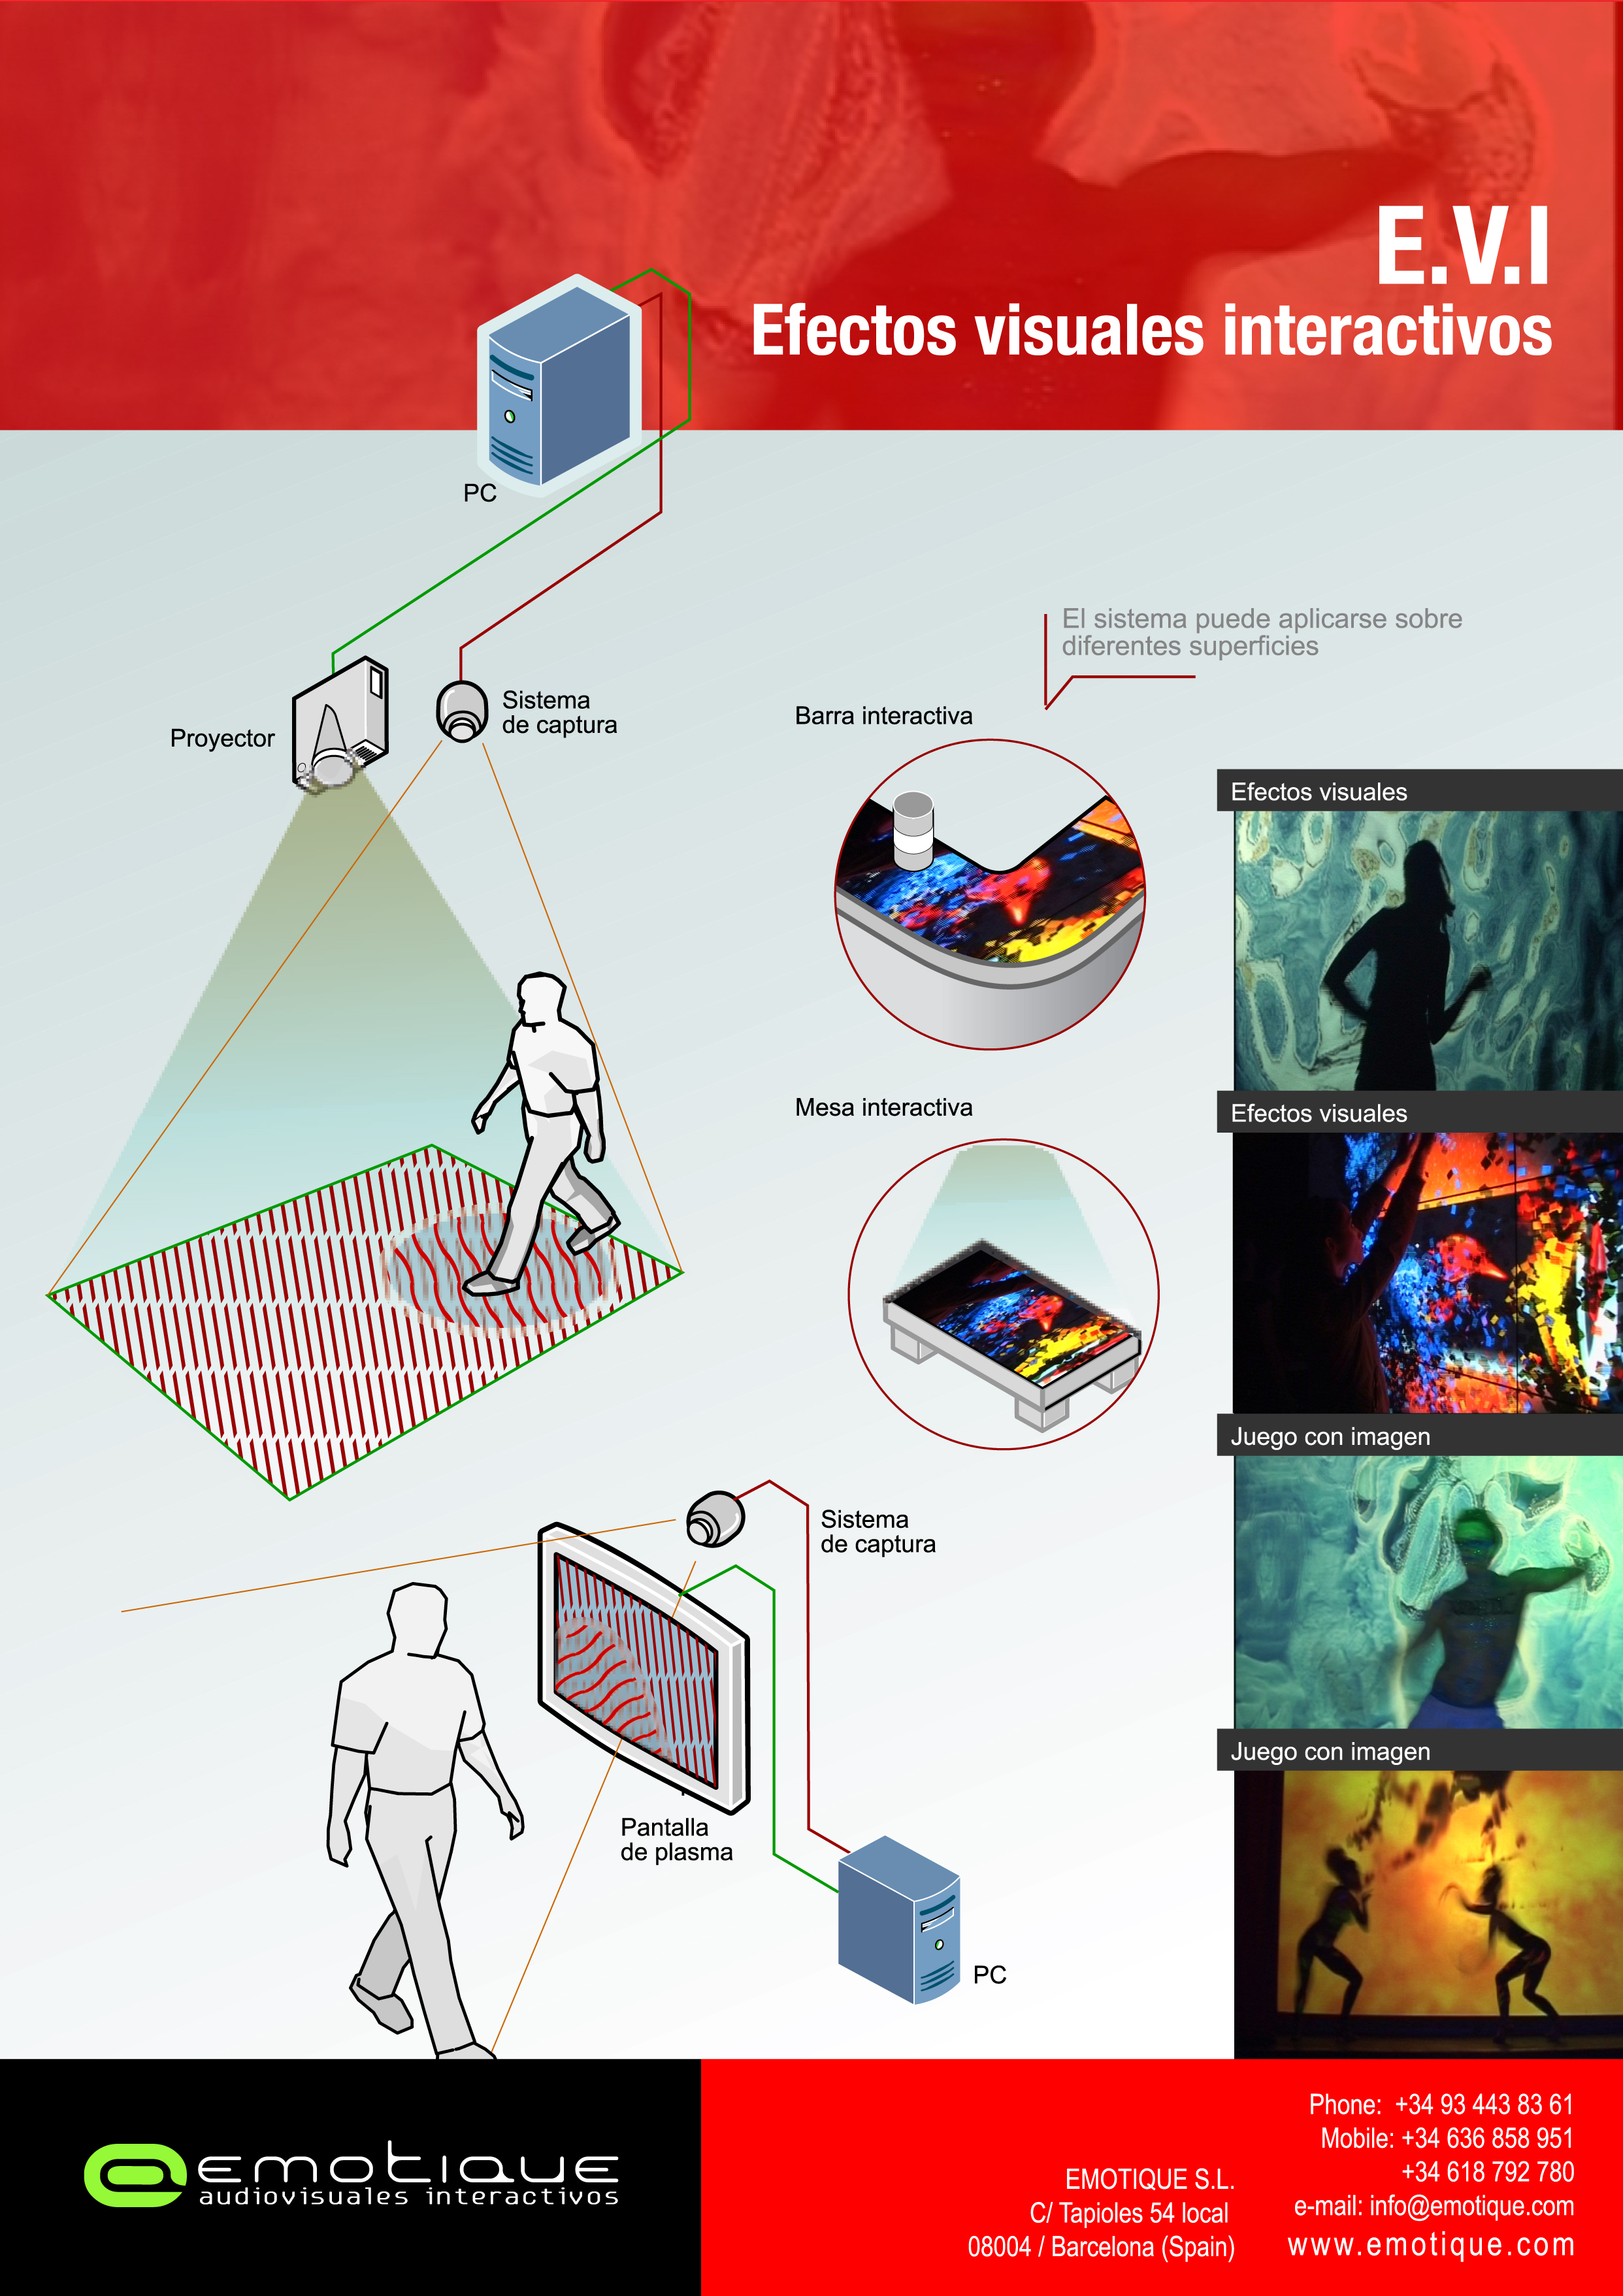 E.V.I
Efectos visuales interactivos
PC
Proyector
Sistema
de captura
El sistema puede aplicarse sobre
diferentes superficies
Barra interactiva
Mesa interactiva
Efectos visuales
Efectos visuales
Juego con imagen
Juego con imagen
Sistema
de captura
Pantalla
de plasma
PC
emotique
audiovisuales interactivos
EMOTIQUE S.L.
C/ Tapioles 54 local
08004 / Barcelona (Spain)
Phone: +34 93 443 83 61
Mobile: +34 636 858 951
+34 618 792 780
e-mail: info@emotique.com
www.emotique.com